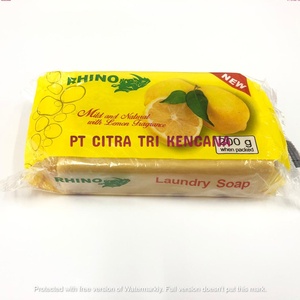 RHINO
NEW
Mild and Natural
with Lemon Fragrance
PT CITRA TRI KENCANA
200 g
when packed
RHINO
Laundry Soap
Protected with free version of Watermarkly. Full version doesn't put this mark.